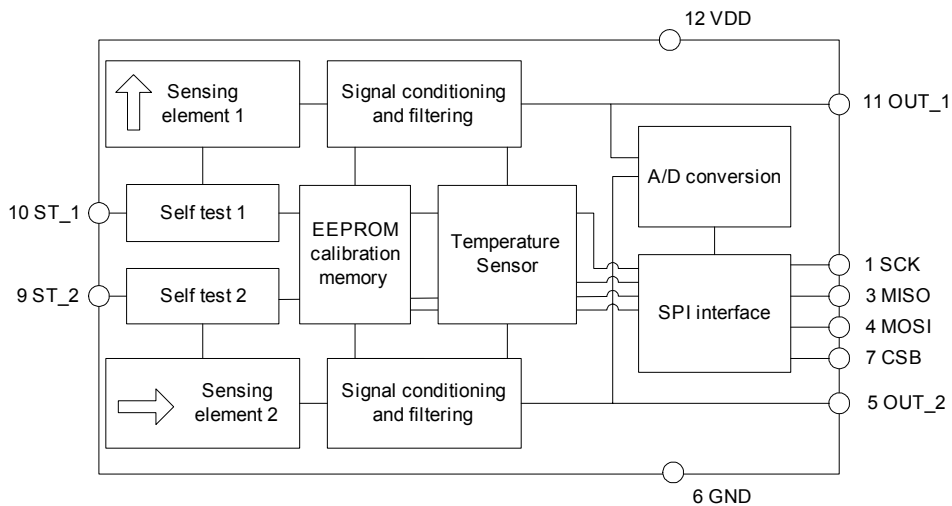 12 VDD
Sensing
element 1
Signal conditioning
and filtering
11 OUT_1
A/D conversion
10 ST_1
Self test 1
EEPROM
calibration
memory
Temperature
Sensor
1 SCK
9 ST_2
Self test 2
SPI interface
3 MISO
4 MOSI
7 CSB
Sensing
element 2
Signal conditioning
and filtering
5 OUT_2
6 GND